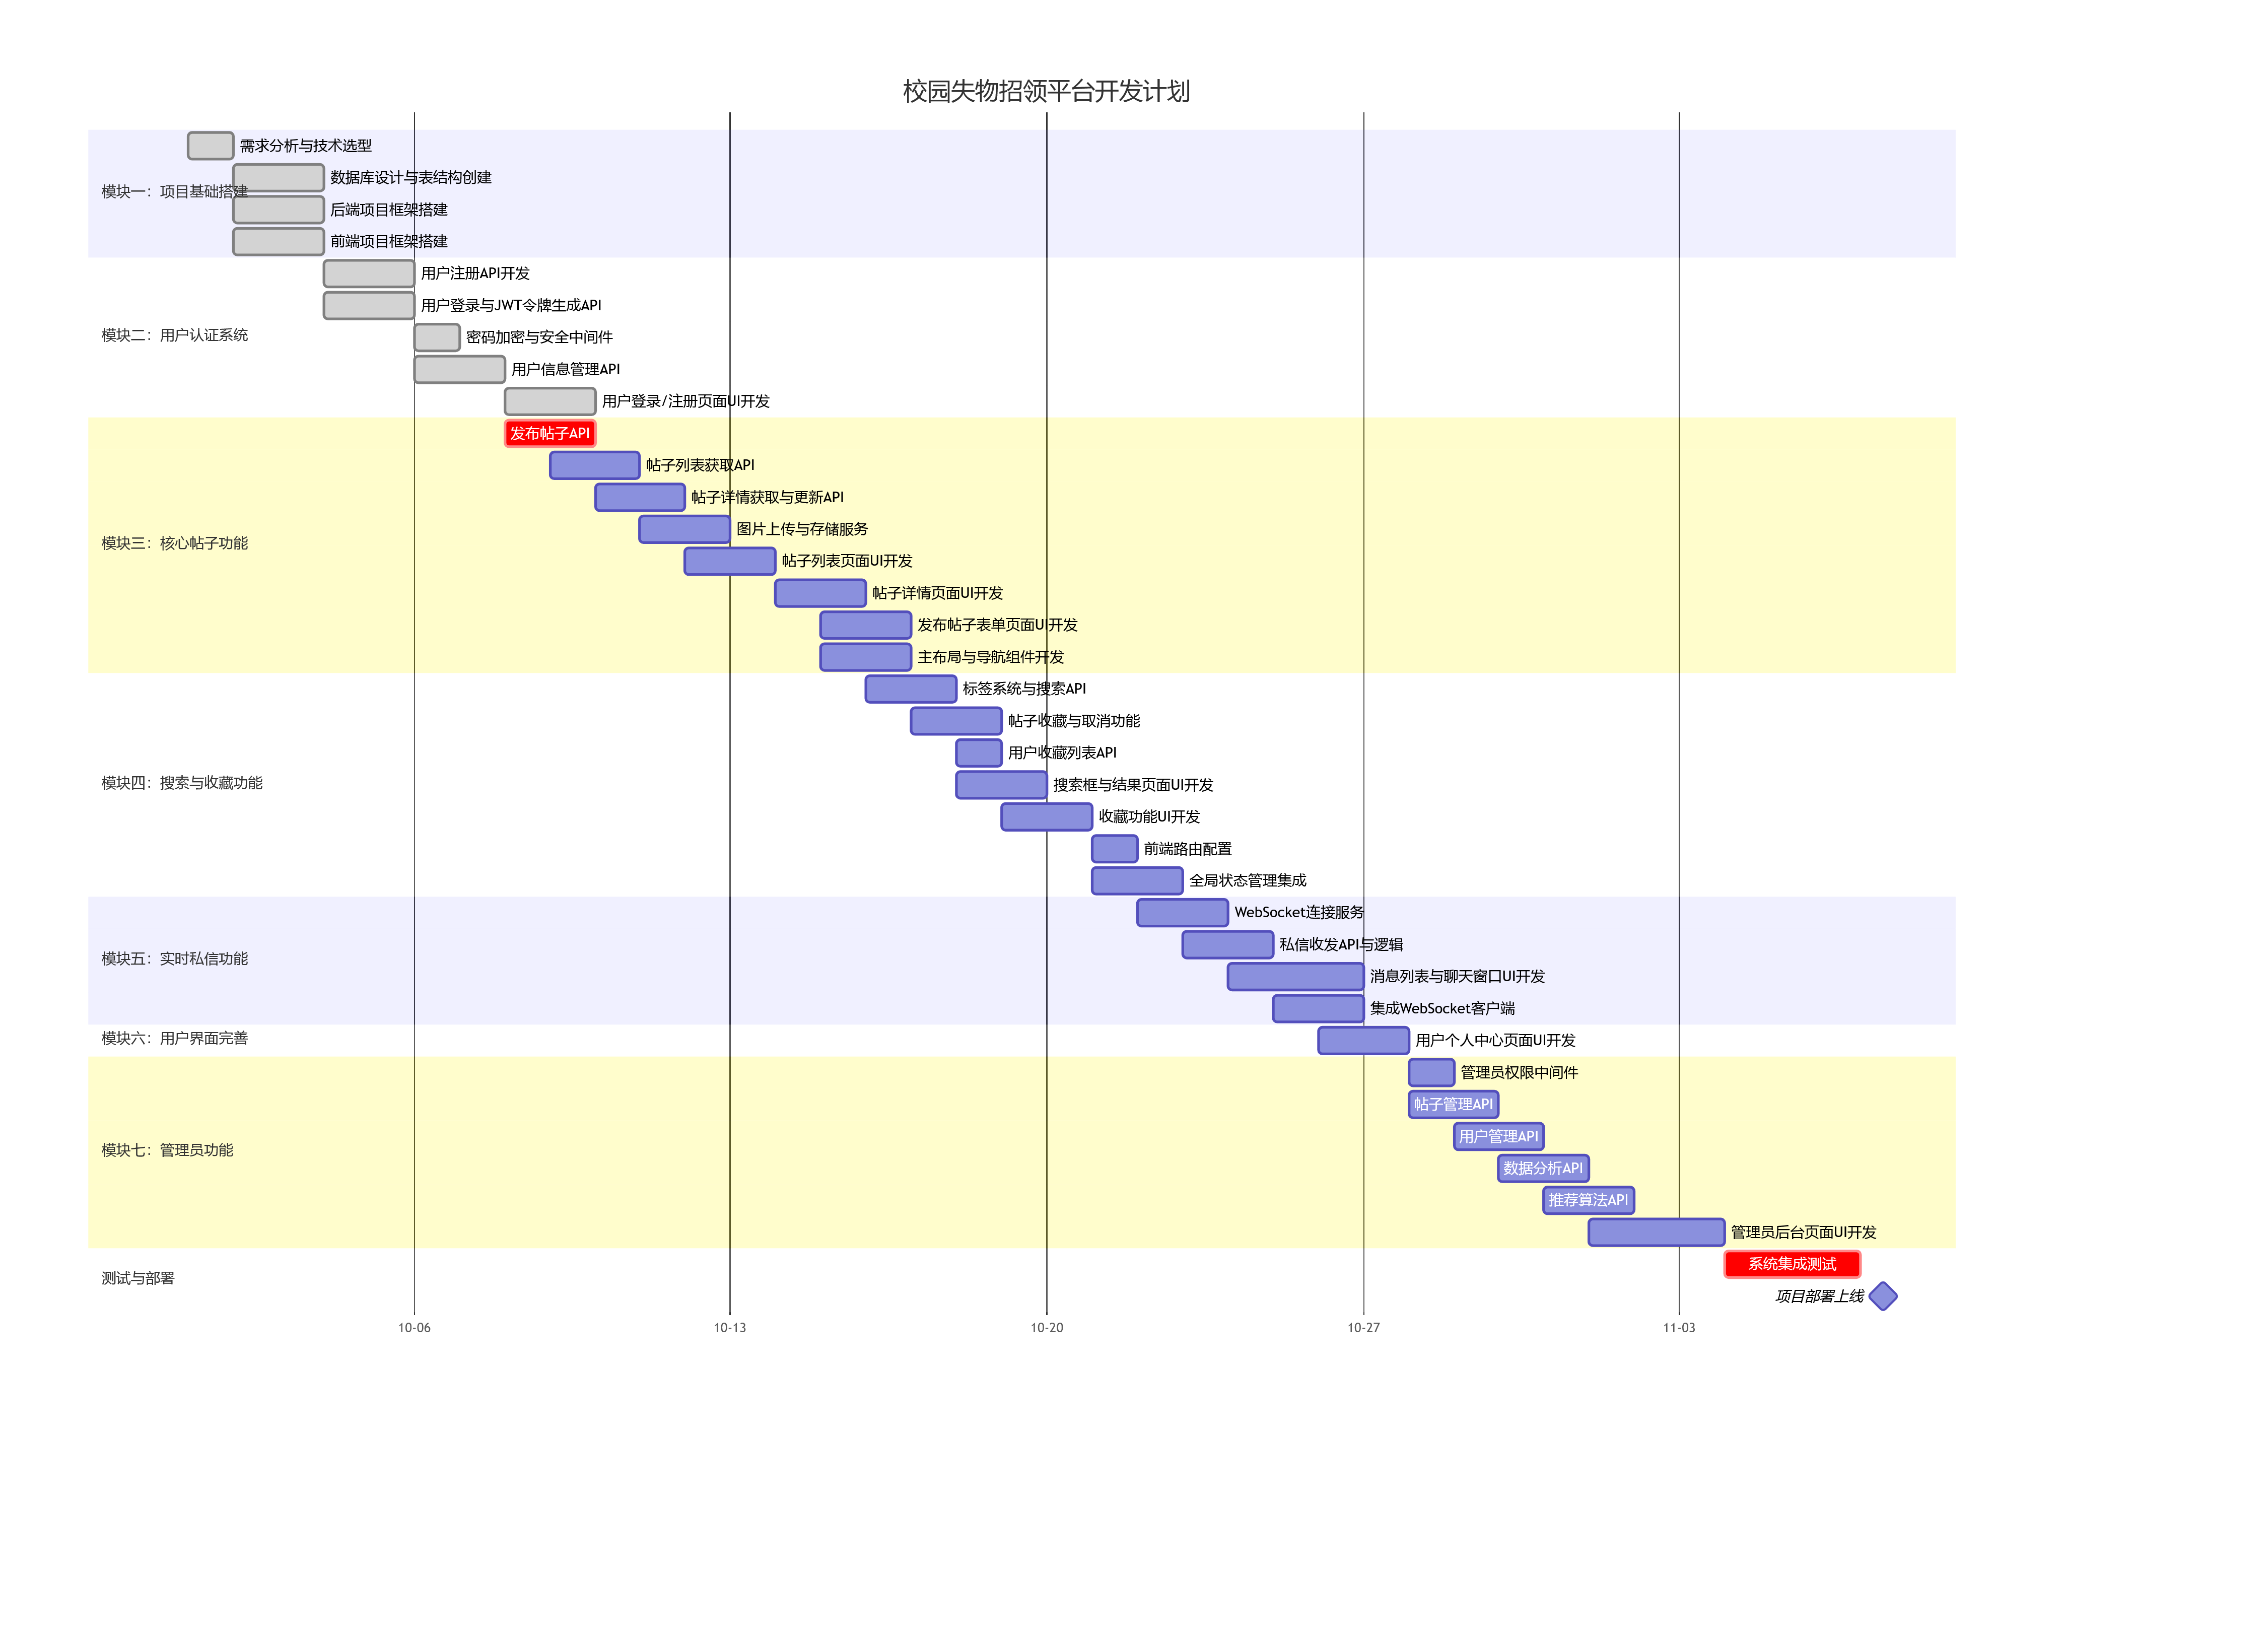 校园失物招领平台开发计划
需求分析与技术选型
数据库设计与表结构创建
模块一：项目基础搭建
后端项目框架搭建
前端项目框架搭建
用户注册API开发
用户登录与JWT令牌生成API
模块二：用户认证系统
密码加密与安全中间件
用户信息管理API
用户登录/注册页面UI开发
发布帖子API
帖子列表获取API
帖子详情获取与更新API
图片上传与存储服务
模块三：核心帖子功能
帖子列表页面UI开发
帖子详情页面UI开发
发布帖子表单页面UI开发
主布局与导航组件开发
标签系统与搜索API
帖子收藏与取消功能
用户收藏列表API
模块四：搜索与收藏功能
搜索框与结果页面UI开发
收藏功能UI开发
前端路由配置
全局状态管理集成
WebSocket连接服务
私信收发API与逻辑
模块五：实时私信功能
消息列表与聊天窗口UI开发
集成WebSocket客户端
模块六：用户界面完善
用户个人中心页面UI开发
管理员权限中间件
帖子管理API
用户管理API
模块七：管理员功能
数据分析API
推荐算法API
管理员后台页面UI开发
系统集成测试
测试与部署
项目部署上线
10-06
10-13
10-20
10-27
11-03